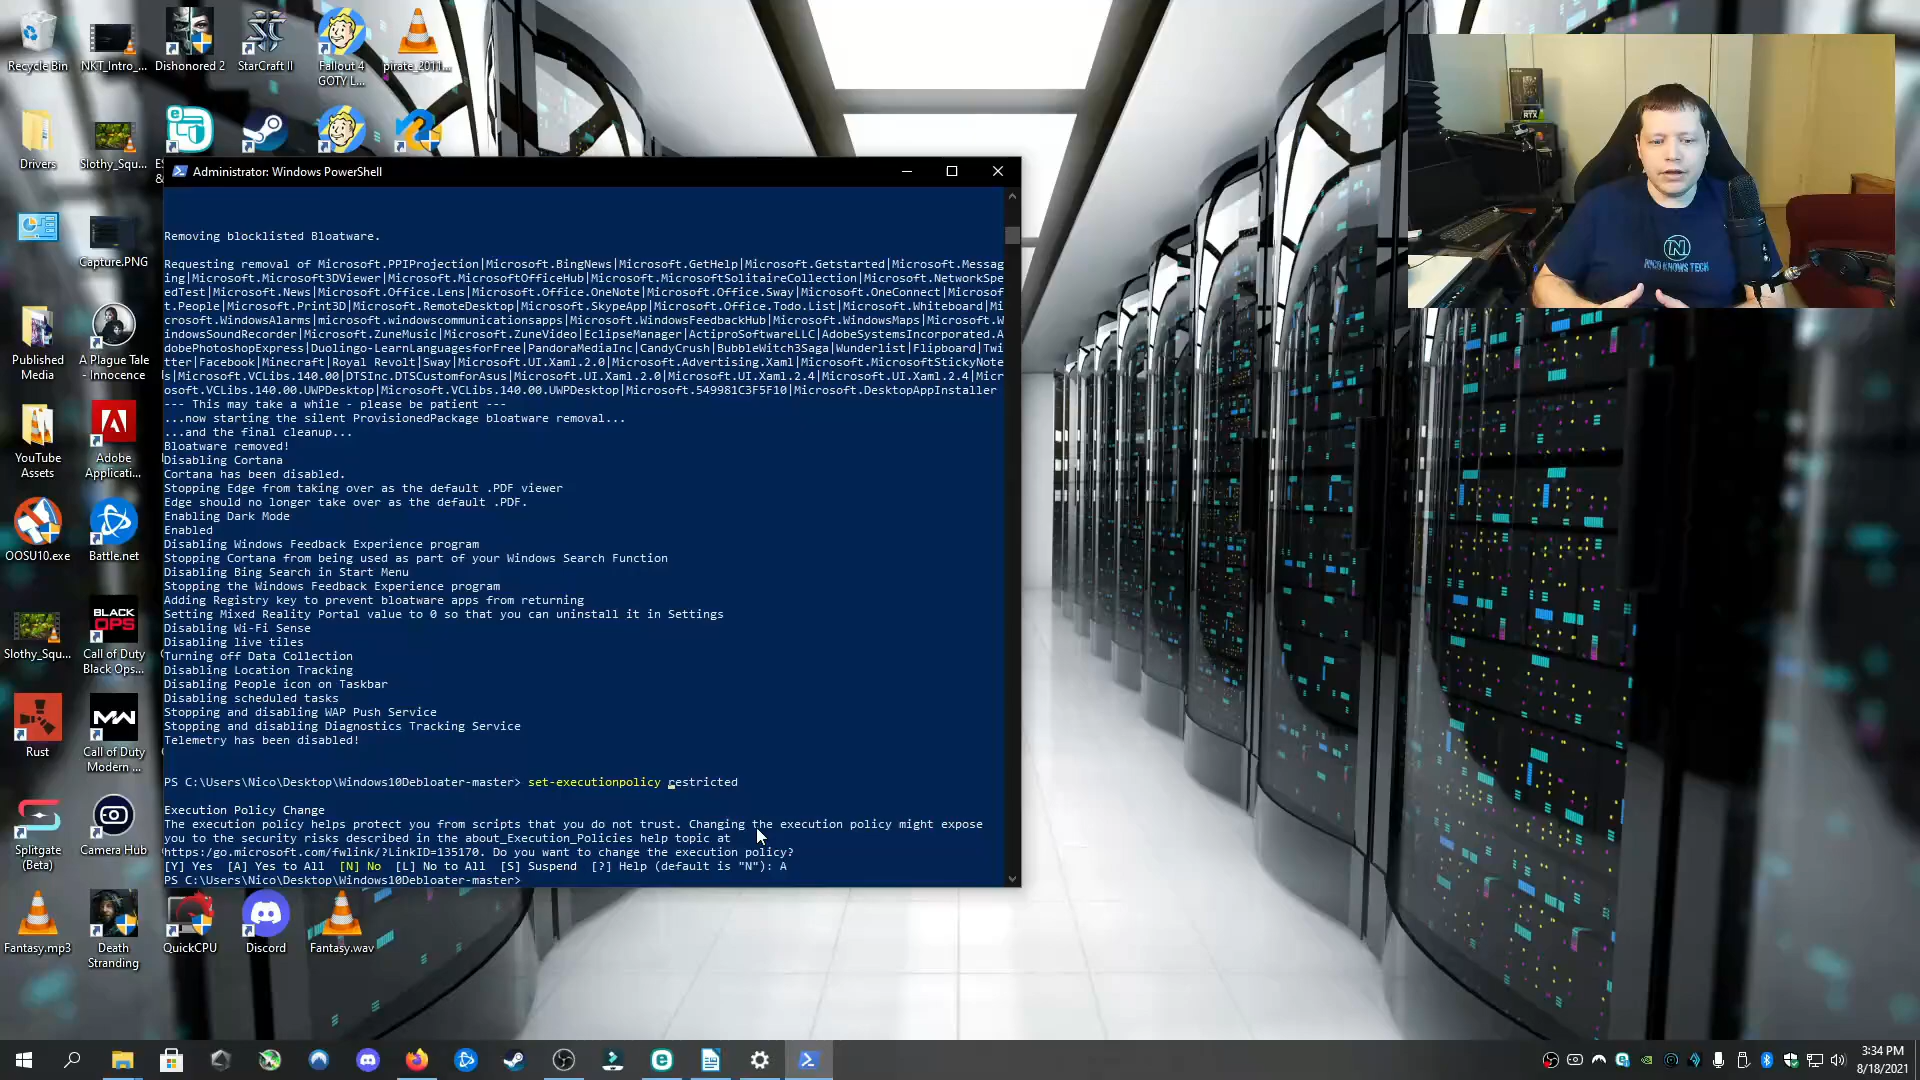 Recycle Bin
NKT_Intro_...
Dishonored 2
StarCraft II
Fallout 4
GOTY L...
pirate_2011...
Drivers
Slothy_Squ...
ES
&
Capture.PNG
Published
Media
A Plague Tale
- Innocence
YouTube
Assets
Adobe
Applicati...
OOSU10.exe
Battle.net
Slothy_Squ...
BLACK
OPS
Call of Duty
Black Ops...
Rust
Call of Duty
Modern ...
Splitgate
(Beta)
Camera Hub
Fantasy.mp3
Death
Stranding
QuickCPU
Discord
Fantasy.wav
Administrator: Windows PowerShell
Removing blocklisted Bloatware.
Requesting removal of Microsoft.PPIProjection|Microsoft.BingNews|Microsoft.GetHelp|Microsoft.Getstarted|Microsoft.Messag
ing|Microsoft.Microsoft3DViewer|Microsoft.MicrosoftOfficeHub|Microsoft.MicrosoftSolitaireCollection|Microsoft.NetworkSpe
edTest|Microsoft.News|Microsoft.Office.Lens|Microsoft.Office.OneNote|Microsoft.Office.Sway|Microsoft.OneConnect|Microsof
t.People|Microsoft.Print3D|Microsoft.RemoteDesktop|Microsoft.SkypeApp|Microsoft.Office.Todo.List|Microsoft.Whiteboard|Mi
crosoft.WindowsAlarms|microsoft.windowscommunicationsapps|Microsoft.WindowsFeedbackHub|Microsoft.WindowsMaps|Microsoft.W
indowsSoundRecorder|Microsoft.ZuneMusic|Microsoft.ZuneVideo|EclipseManager|ActiproSoftwareLLC|AdobeSystemsIncorporated.A
dobePhotoshopExpress|Duolingo-LearnLanguagesforFree|PandoraMediaInc|CandyCrush|BubbleWitch3Saga|Wunderlist|Flipboard|Twi
tter|Facebook|Minecraft|Royal Revolt|Sway|Microsoft.UI.Xaml.2.0|Microsoft.Advertising.Xaml|Microsoft.MicrosoftStickyNote
s|Microsoft.VCLibs.140.00|DTSInc.DTSCustomforAsus|Microsoft.UI.Xaml.2.0|Microsoft.UI.Xaml.2.4|Microsoft.UI.Xaml.2.4|Micr
osoft.VCLibs.140.00.UWPDesktop|Microsoft.VCLibs.140.00.UWPDesktop|Microsoft.549981C3F5F10|Microsoft.DesktopAppInstaller
--- This may take a while - please be patient ---
...now starting the silent ProvisionedPackage bloatware removal...
...and the final cleanup...
Bloatware removed!
Disabling Cortana
Cortana has been disabled.
Stopping Edge from taking over as the default .PDF viewer
Edge should no longer take over as the default .PDF.
Enabling Dark Mode
Enabled
Disabling Windows Feedback Experience program
Stopping Cortana from being used as part of your Windows Search Function
Disabling Bing Search in Start Menu
Stopping the Windows Feedback Experience program
Adding Registry key to prevent bloatware apps from returning
Setting Mixed Reality Portal value to 0 so that you can uninstall it in Settings
Disabling Wi-Fi Sense
Disabling live tiles
Turning off Data Collection
Disabling Location Tracking
Disabling People icon on Taskbar
Disabling scheduled tasks
Stopping and disabling WAP Push Service
Stopping and disabling Diagnostics Tracking Service
Telemetry has been disabled!
PS C:\Users\Nico\Desktop\Windows10Debloater-master> set-executionpolicy restricted
Execution Policy Change
The execution policy helps protect you from scripts that you do not trust. Changing the execution policy might expose
you to the security risks described in the about_Execution_Policies help topic at
https:/go.microsoft.com/fwlink/?LinkID=135170. Do you want to change the execution policy?
[Y] Yes  [A] Yes to All  [N] No  [L] No to All  [S] Suspend  [?] Help (default is "N"): A
PS C:\Users\Nico\Desktop\Windows10Debloater-master>
RTX
NICO KNOWS TECH
3:34 PM
8/18/2021